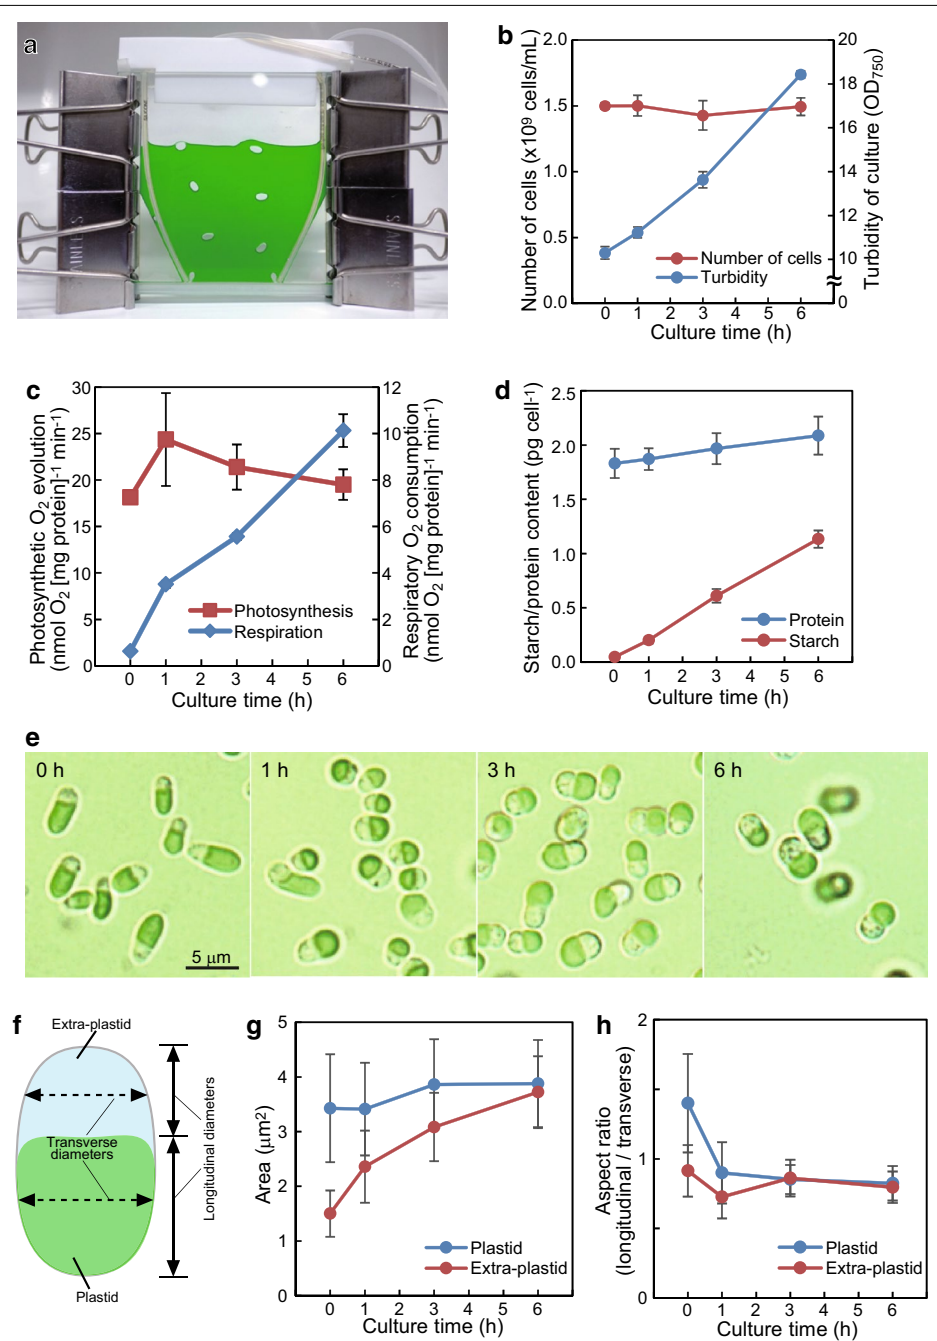 a
b
Number of cells (x10⁹ cells/mL)
2.0
1.5
1.0
0.5
0.0
20
18
16
14
12
10
0
Turbidity of culture (OD₇₅₀)
Number of cells
Turbidity
0 1 2 3 4 5 6
Culture time (h)
c
Photosynthetic O₂ evolution
(nmol O₂ [mg protein]⁻¹ min⁻¹)
30
25
20
15
10
5
0
12
10
8
6
4
2
0
Respiratory O₂ consumption
(nmol O₂ [mg protein]⁻¹ min⁻¹)
Photosynthesis
Respiration
0 1 2 3 4 5 6
Culture time (h)
d
Starch/protein content (pg cell⁻¹)
2.5
2.0
1.5
1.0
0.5
0.0
Protein
Starch
0 1 2 3 4 5 6
Culture time (h)
e
0 h
1 h
3 h
6 h
5 μm
f
Extra-plastid
Transverse
diameters
Longitudinal diameters
Plastid
g
Area (μm²)
5
4
3
2
1
0
Plastid
Extra-plastid
0 1 2 3 4 5 6
Culture time (h)
h
Aspect ratio
(longitudinal / transverse)
2
1
0
Plastid
Extra-plastid
0 1 2 3 4 5 6
Culture time (h)